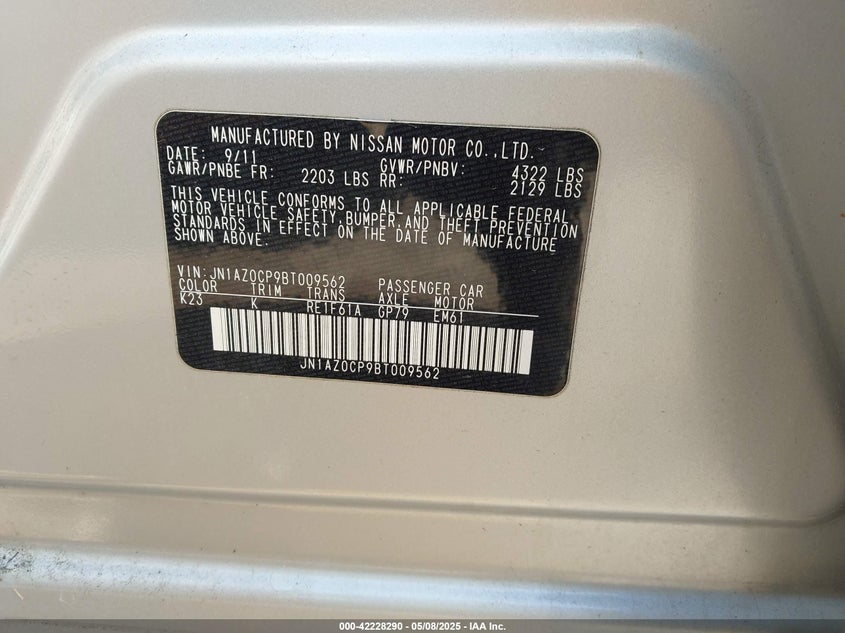 MANUFACTURED BY NISSAN MOTOR CO.,LTD.
DATE: 9/11 GVWR/PNBV: 4322 LBS
GAWR/PNBE FR: 2203 LBS RR: 2129 LBS
THIS VEHICLE CONFORMS TO ALL APPLICABLE FEDERAL
MOTOR VEHICLE SAFETY,BUMPER,AND THEFT PREVENTION
STANDARDS IN EFFECT ON THE DATE OF MANUFACTURE
SHOWN ABOVE.
VIN:JN1AZ0CP9BT009562 PASSENGER CAR
COLOR TRIM TRANS AXLE MOTOR
K23 K RE1F61A GP79 EM61
JN1AZ0CP9BT009562
000-42228290 - 05/08/2025 - IAA Inc.